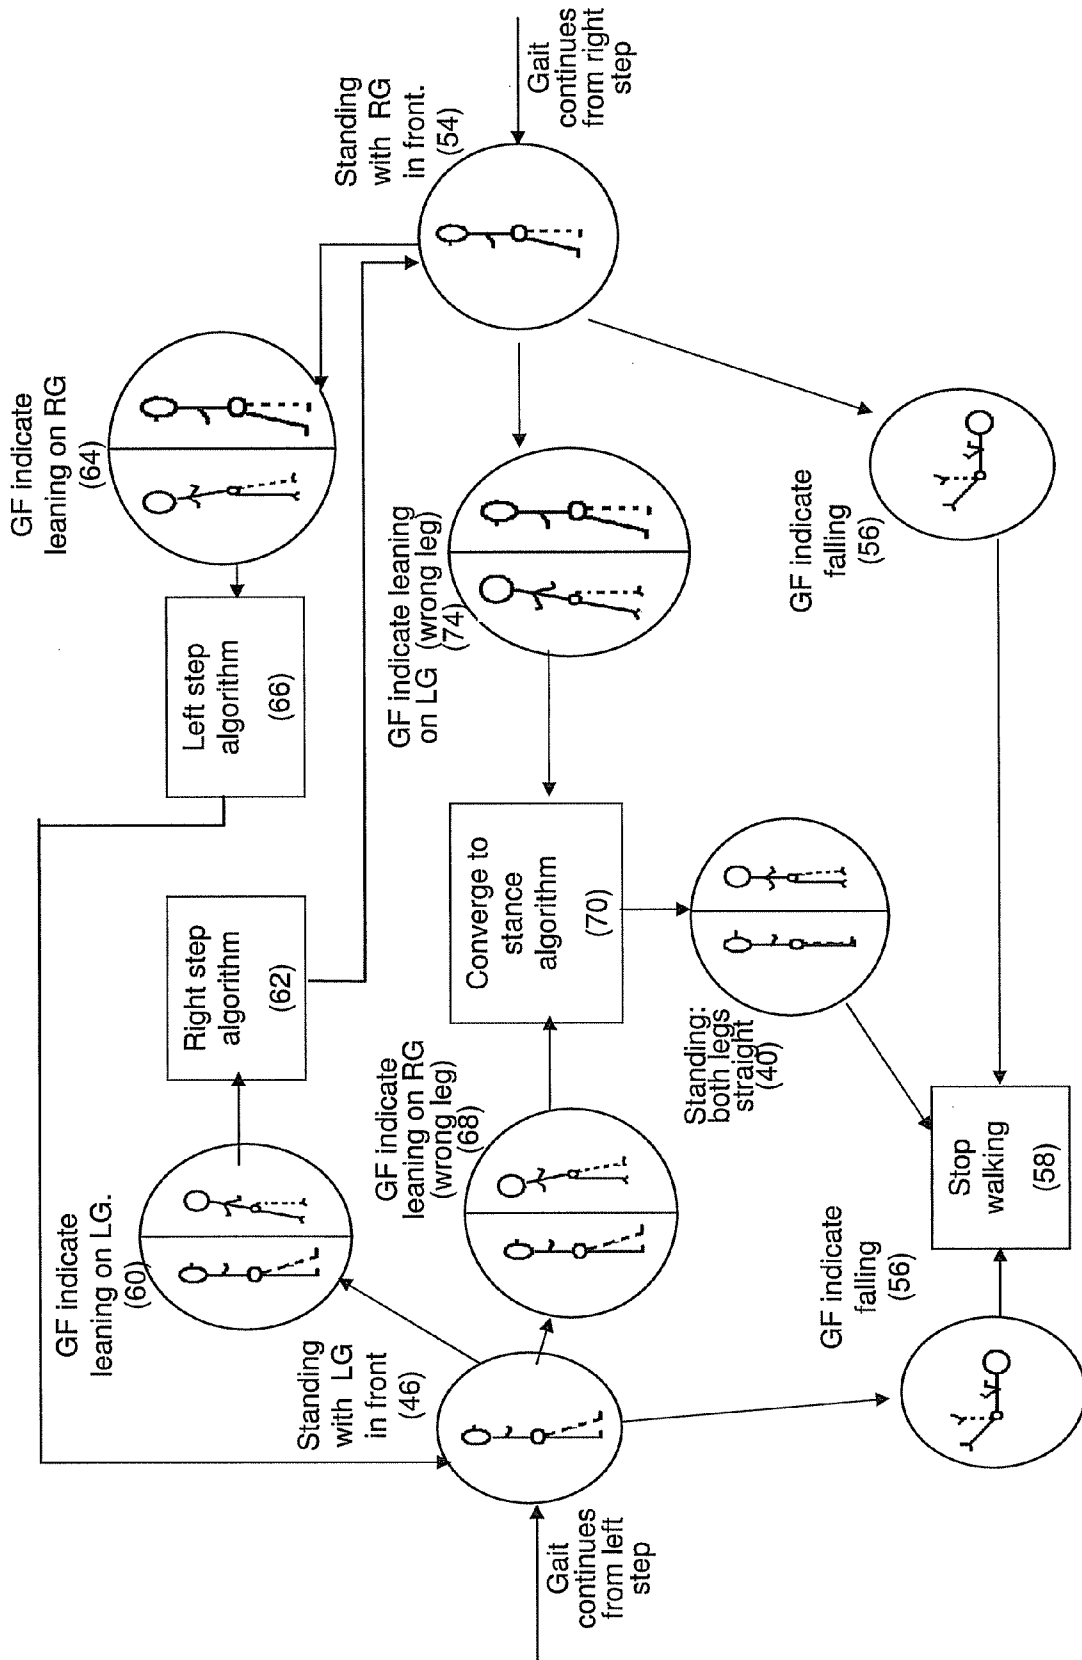 GF indicate
leaning on LG.
(60)
Right step
algorithm
(62)
Left step
algorithm
(66)
GF indicate
leaning on RG
(64)
Standing
with LG
in front
(46)
GF indicate
leaning on RG
(wrong leg)
(68)
Converge to
stance
algorithm
(70)
GF indicate leaning
on LG (wrong leg)
(74)
Standing
with RG
in front.
(54)
Gait
continues
from left
step
Gait
continues
from right
step
Standing:
both legs
straight
(40)
GF indicate
falling
(56)
Stop
walking
(58)
GF indicate
falling
(56)